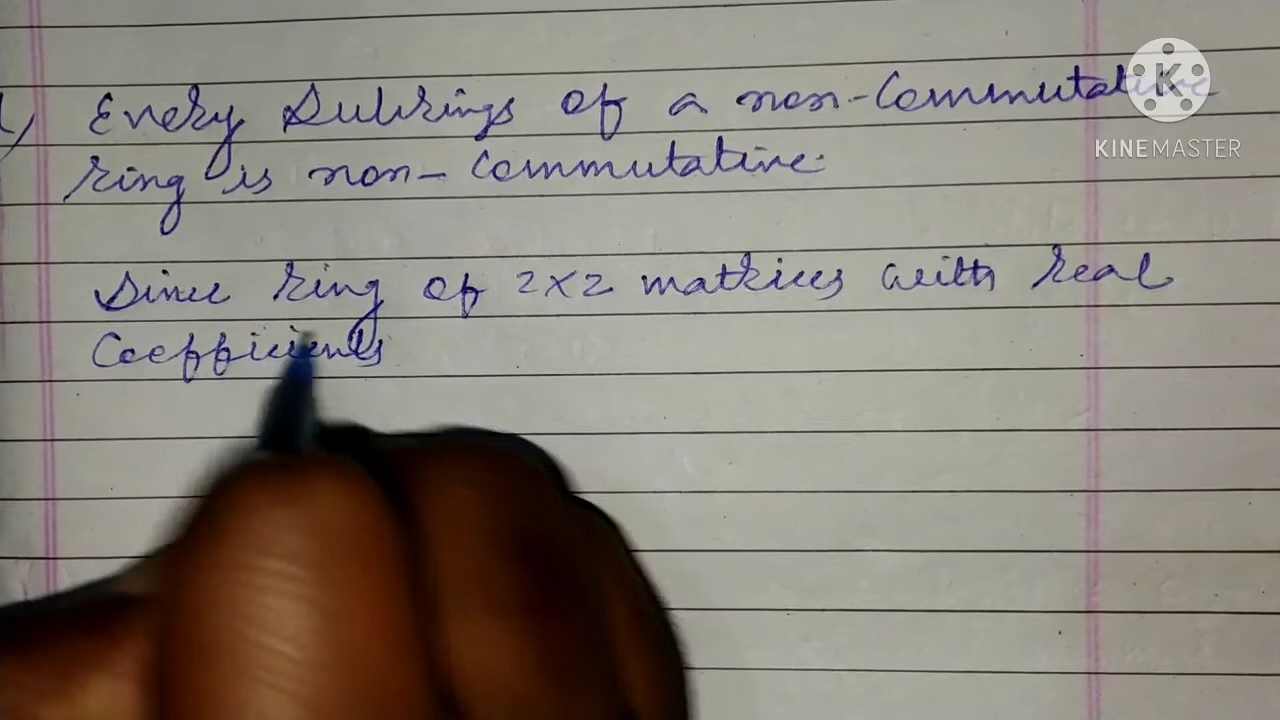 Every Subrings of a non-Commutative
ring is non-Commutative.
Since ring of 2×2 matrices with real
Coefficients
K
KINEMASTER